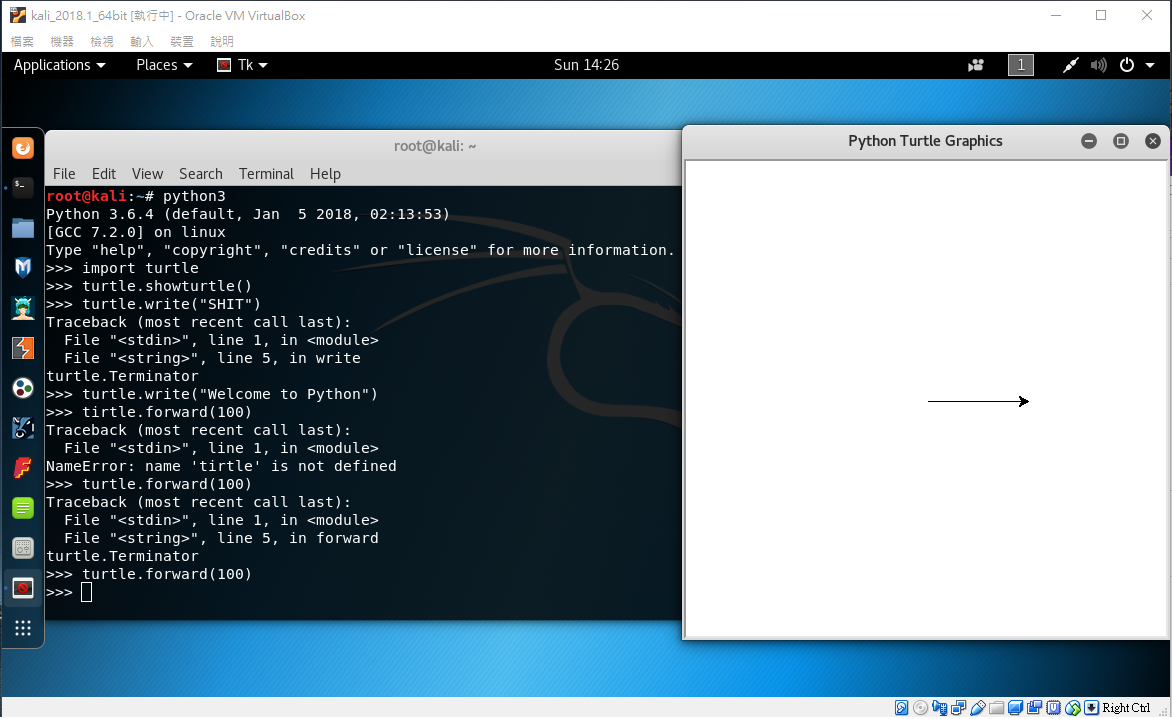 kali_2018.1_64bit [執行中] - Oracle VM VirtualBox
檔案 機器 檢視 輸入 裝置 說明
Applications Places Tk Sun 14:26 1
root@kali: ~
File Edit View Search Terminal Help
root@kali:~# python3
Python 3.6.4 (default, Jan  5 2018, 02:13:53)
[GCC 7.2.0] on linux
Type "help", "copyright", "credits" or "license" for more information.
>>> import turtle
>>> turtle.showturtle()
>>> turtle.write("SHIT")
Traceback (most recent call last):
  File "<stdin>", line 1, in <module>
  File "<string>", line 5, in write
turtle.Terminator
>>> turtle.write("Welcome to Python")
>>> tirtle.forward(100)
Traceback (most recent call last):
  File "<stdin>", line 1, in <module>
NameError: name 'tirtle' is not defined
>>> turtle.forward(100)
Traceback (most recent call last):
  File "<stdin>", line 1, in <module>
  File "<string>", line 5, in forward
turtle.Terminator
>>> turtle.forward(100)
>>>
Python Turtle Graphics
Right Ctrl